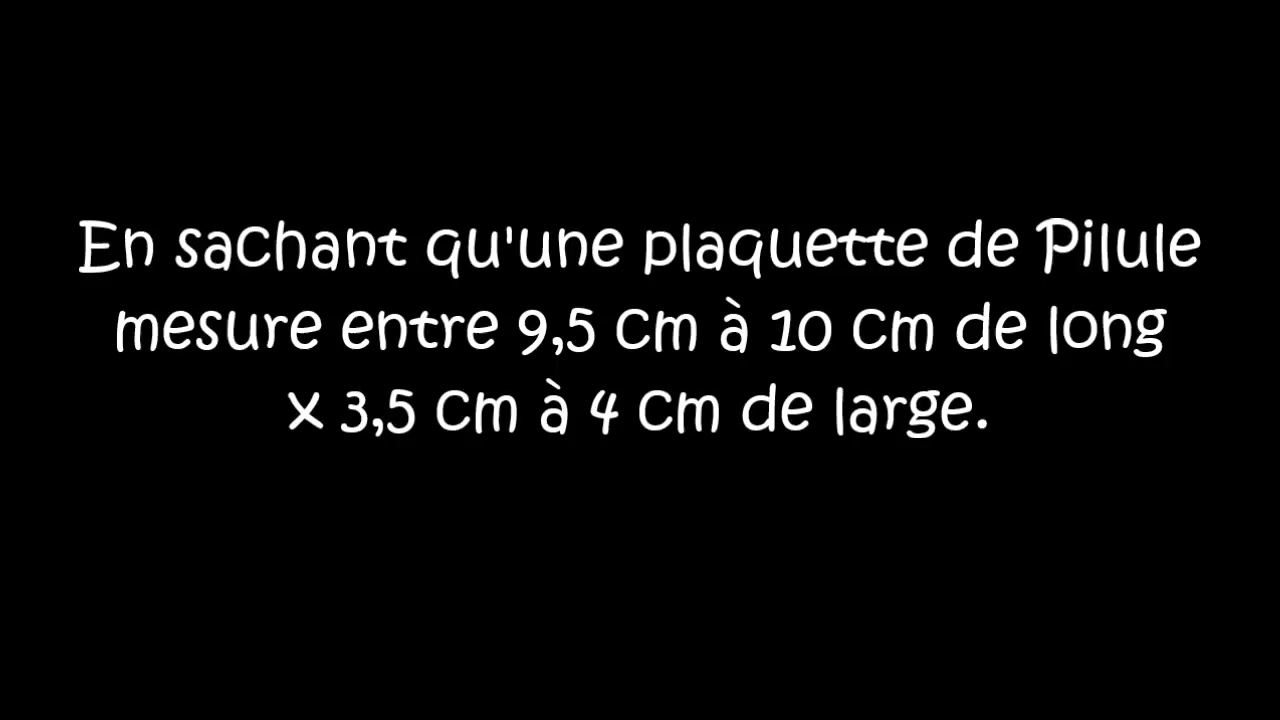 En sachant qu'une plaquette de Pilule
mesure entre 9,5 cm à 10 cm de long
x 3,5 cm à 4 cm de large.